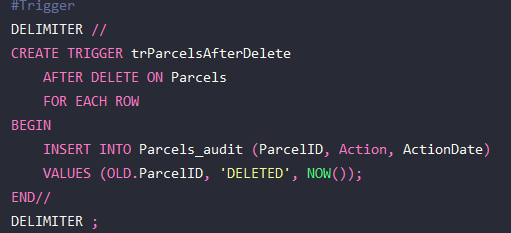 #Trigger
DELIMITER //
CREATE TRIGGER trParcelsAfterDelete
    AFTER DELETE ON Parcels
    FOR EACH ROW
BEGIN
    INSERT INTO Parcels_audit (ParcelID, Action, ActionDate)
    VALUES (OLD.ParcelID, 'DELETED', NOW());
END//
DELIMITER ;